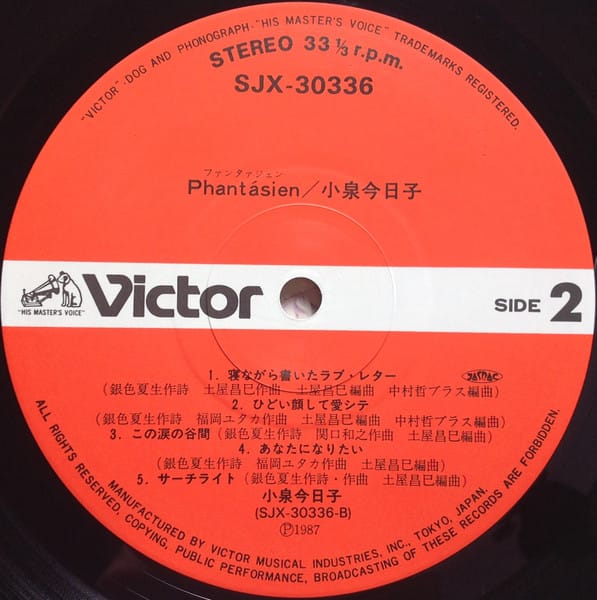 "VICTOR"·DOG AND PHONOGRAPH·"HIS MASTER'S VOICE" TRADEMARKS REGISTERED.
STEREO 33 ⅓ r.p.m.
SJX-30336
ファンタァジェン
Phantásien／小泉今日子
Victor
"HIS MASTER'S VOICE"
SIDE 2
1. 寝ながら書いたラブ・レター
（銀色夏生作詩 土屋昌巳作曲 土屋昌巳編曲 中村哲ブラス編曲）
2. ひどい顔して愛シテ
（銀色夏生作詩 福岡ユタカ作曲 土屋昌巳編曲 中村哲ブラス編曲）
3. この涙の谷間（銀色夏生作詩 関口和之作曲 土屋昌巳編曲）
4. あなたになりたい
（銀色夏生作詩 福岡ユタカ作曲 土屋昌巳編曲）
5. サーチライト（銀色夏生作詩・作曲 土屋昌巳編曲）
JASRAC
小泉今日子
(SJX-30336-B)
Ⓟ1987
ALL RIGHTS RESERVED. COPYING, PUBLIC PERFORMANCE, BROADCASTING OF THESE RECORDS ARE FORBIDDEN.
MANUFACTURED BY VICTOR MUSICAL INDUSTRIES, INC., TOKYO, JAPAN.